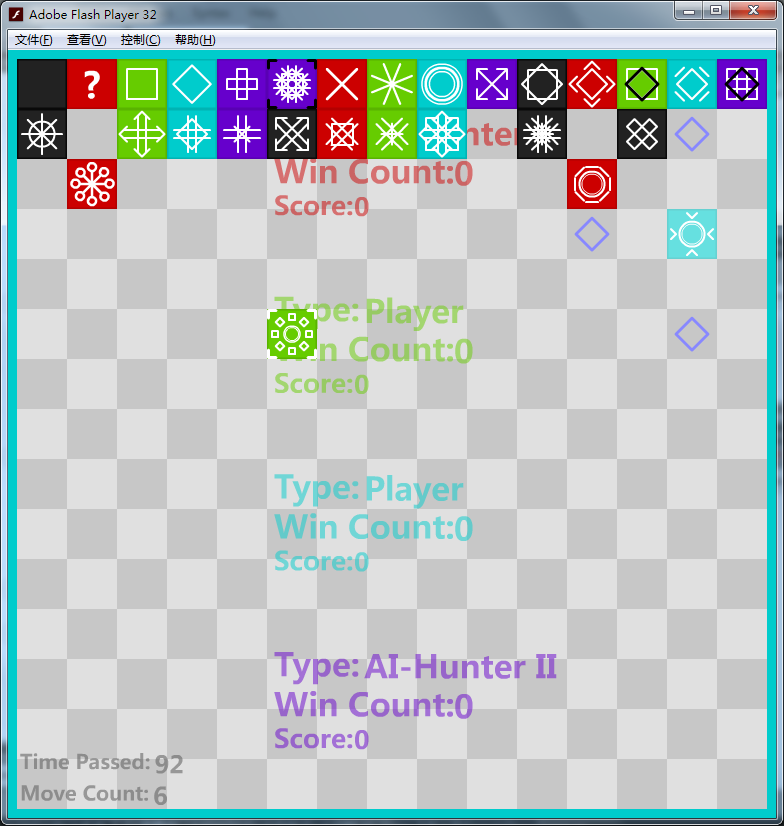 Adobe Flash Player 32
文件(F) 查看(V) 控制(C) 帮助(H)
?
Win Count:0
Score:0
Type: Player
Win Count:0
Score:0
Type: Player
Win Count:0
Score:0
Type: AI-Hunter II
Win Count:0
Score:0
Time Passed: 92
Move Count: 6